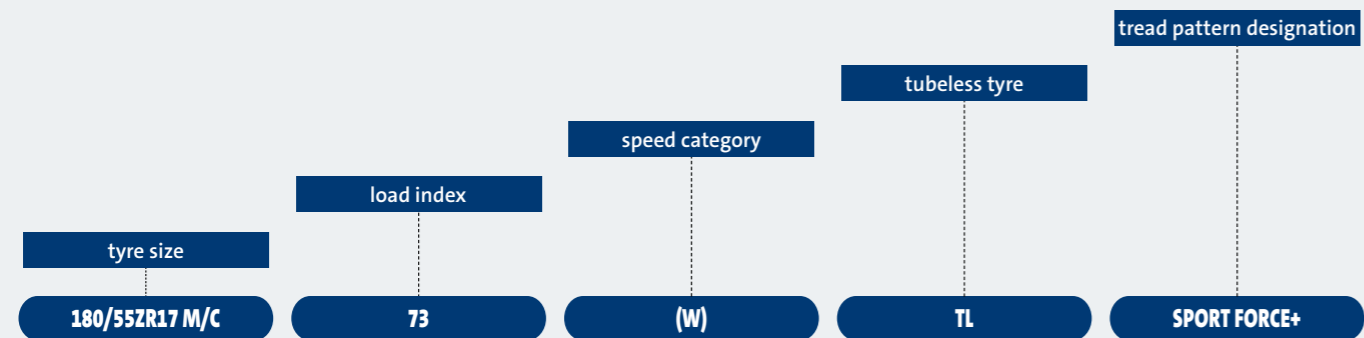 tread pattern designation
tubeless tyre
speed category
load index
tyre size
180/55ZR17 M/C
73
(W)
TL
SPORT FORCE+